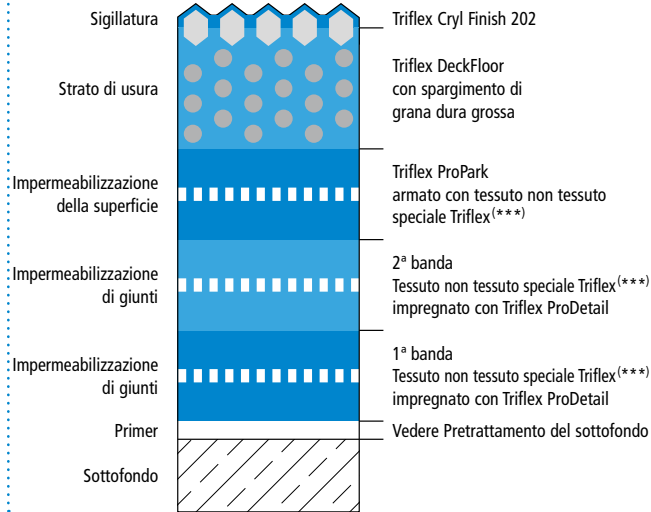 Sigillatura
Triflex Cryl Finish 202
Strato di usura
Triflex DeckFloor
con spargimento di
grana dura grossa
Impermeabilizzazione
della superficie
Triflex ProPark
armato con tessuto non tessuto
speciale Triflex(***)
Impermeabilizzazione
di giunti
2ª banda
Tessuto non tessuto speciale Triflex(***)
impregnato con Triflex ProDetail
Impermeabilizzazione
di giunti
1ª banda
Tessuto non tessuto speciale Triflex(***)
impregnato con Triflex ProDetail
Primer
Vedere Pretrattamento del sottofondo
Sottofondo